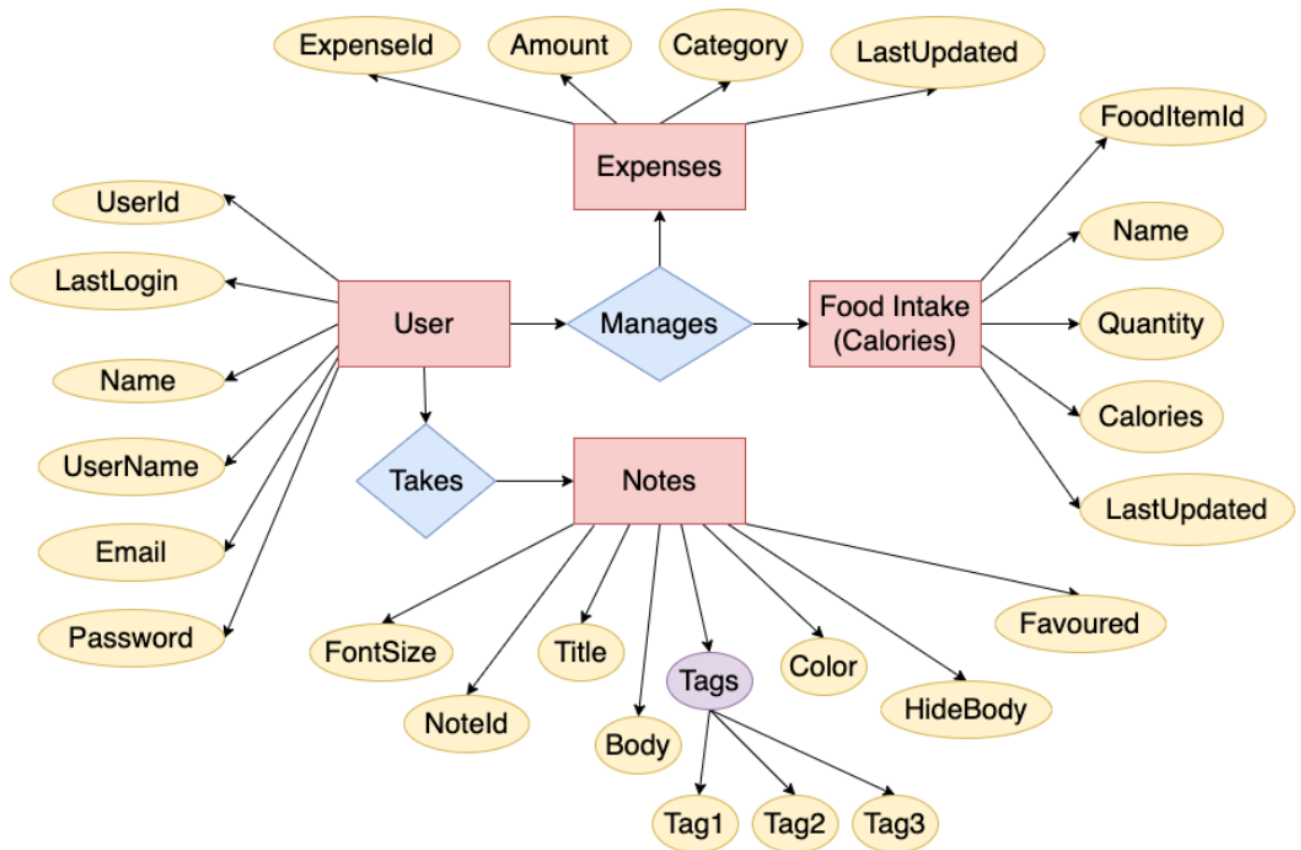 ExpenseId
Amount
Category
LastUpdated
Expenses
FoodItemId
Name
Quantity
Calories
LastUpdated
Food Intake
(Calories)
Manages
User
UserId
LastLogin
Name
UserName
Email
Password
Takes
Notes
FontSize
NoteId
Title
Body
Tags
Color
HideBody
Favoured
Tag1
Tag2
Tag3